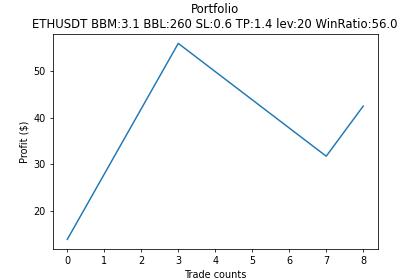 Portfolio
ETHUSDT BBM:3.1 BBL:260 SL:0.6 TP:1.4 lev:20 WinRatio:56.0
50
40
30
20
Profit ($)
0 1 2 3 4 5 6 7 8
Trade counts